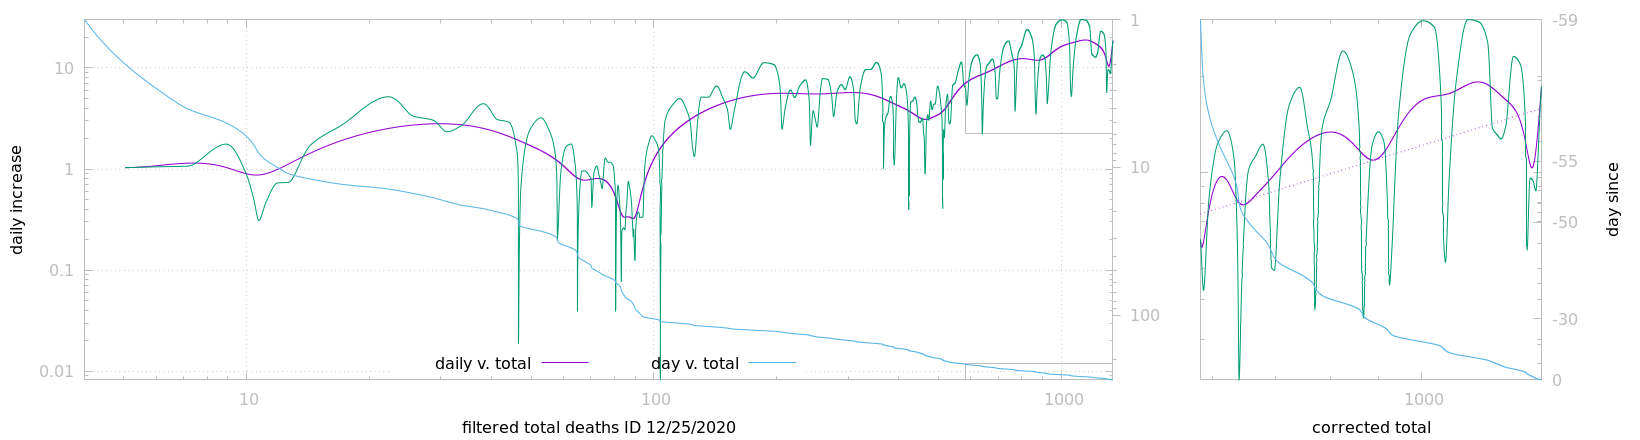 daily increase
10
1
0.1
0.01
daily v. total
day v. total
1
10
100
10
100
1000
filtered total deaths ID 12/25/2020
-59
-55
-50
-30
0
day since
1000
corrected total